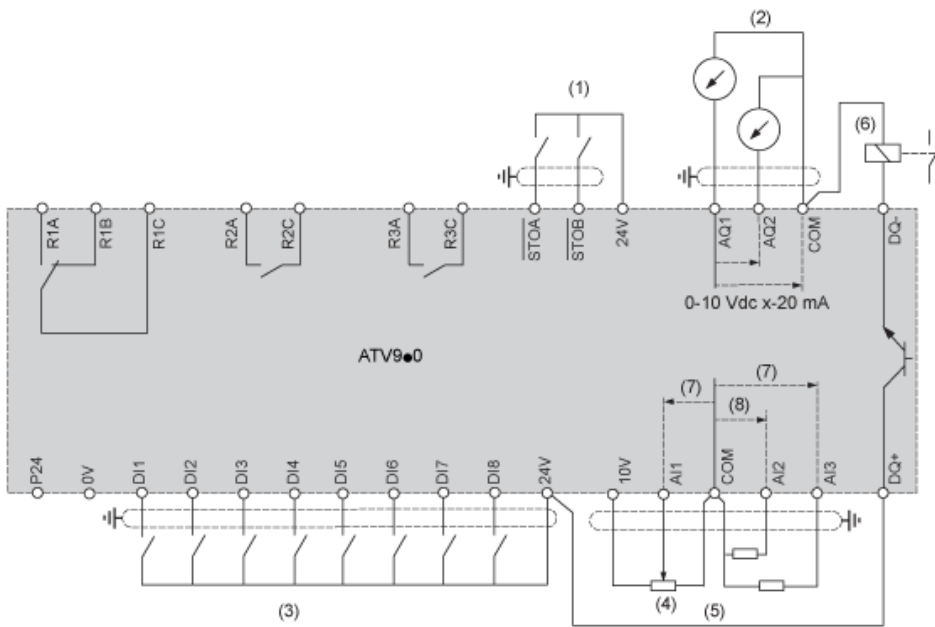 (2)
(1)
(6)
R1A
R1B
R1C
R2A
R2C
R3A
R3C
STOA
STOB
24V
AQ1
AQ2
COM
DQ-
0-10 Vdc x-20 mA
ATV9●0
(7)
(7)
(8)
P24
0V
DI1
DI2
DI3
DI4
DI5
DI6
DI7
DI8
24V
10V
AI1
COM
AI2
AI3
DQ+
(3)
(4)
(5)